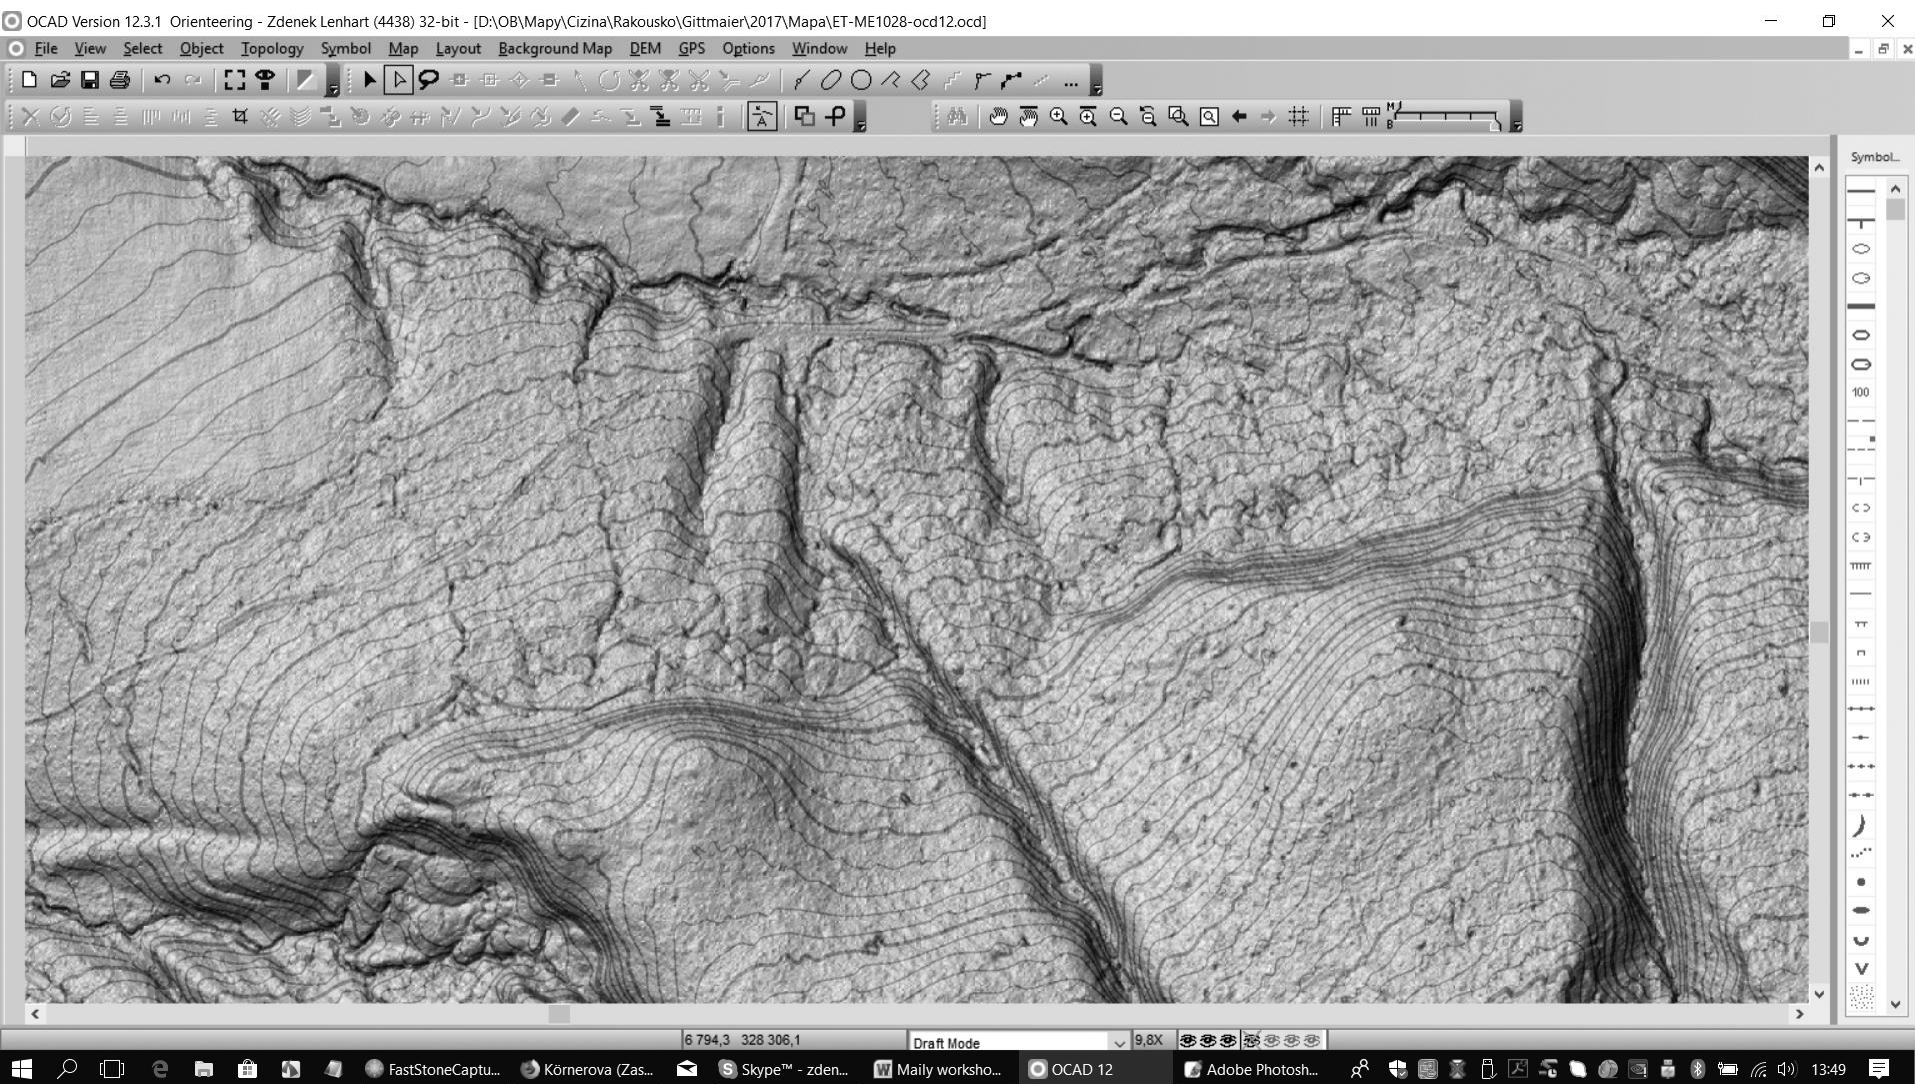 OCAD Version 12.3.1  Orienteering - Zdenek Lenhart (4438) 32-bit - [D:\OB\Mapy\Cizina\Rakousko\Gittmaier\2017\Mapa\ET-ME1028-ocd12.ocd]
File View Select Object Topology Symbol Map Layout Background Map DEM GPS Options Window Help
M
B
Symbol...
100
6 794,3 328 306,1 Draft Mode 9,8X
FastStoneCaptu... Körnerova (Zas... Skype™ - zden... Maily worksho... OCAD 12 Adobe Photosh... 13:49